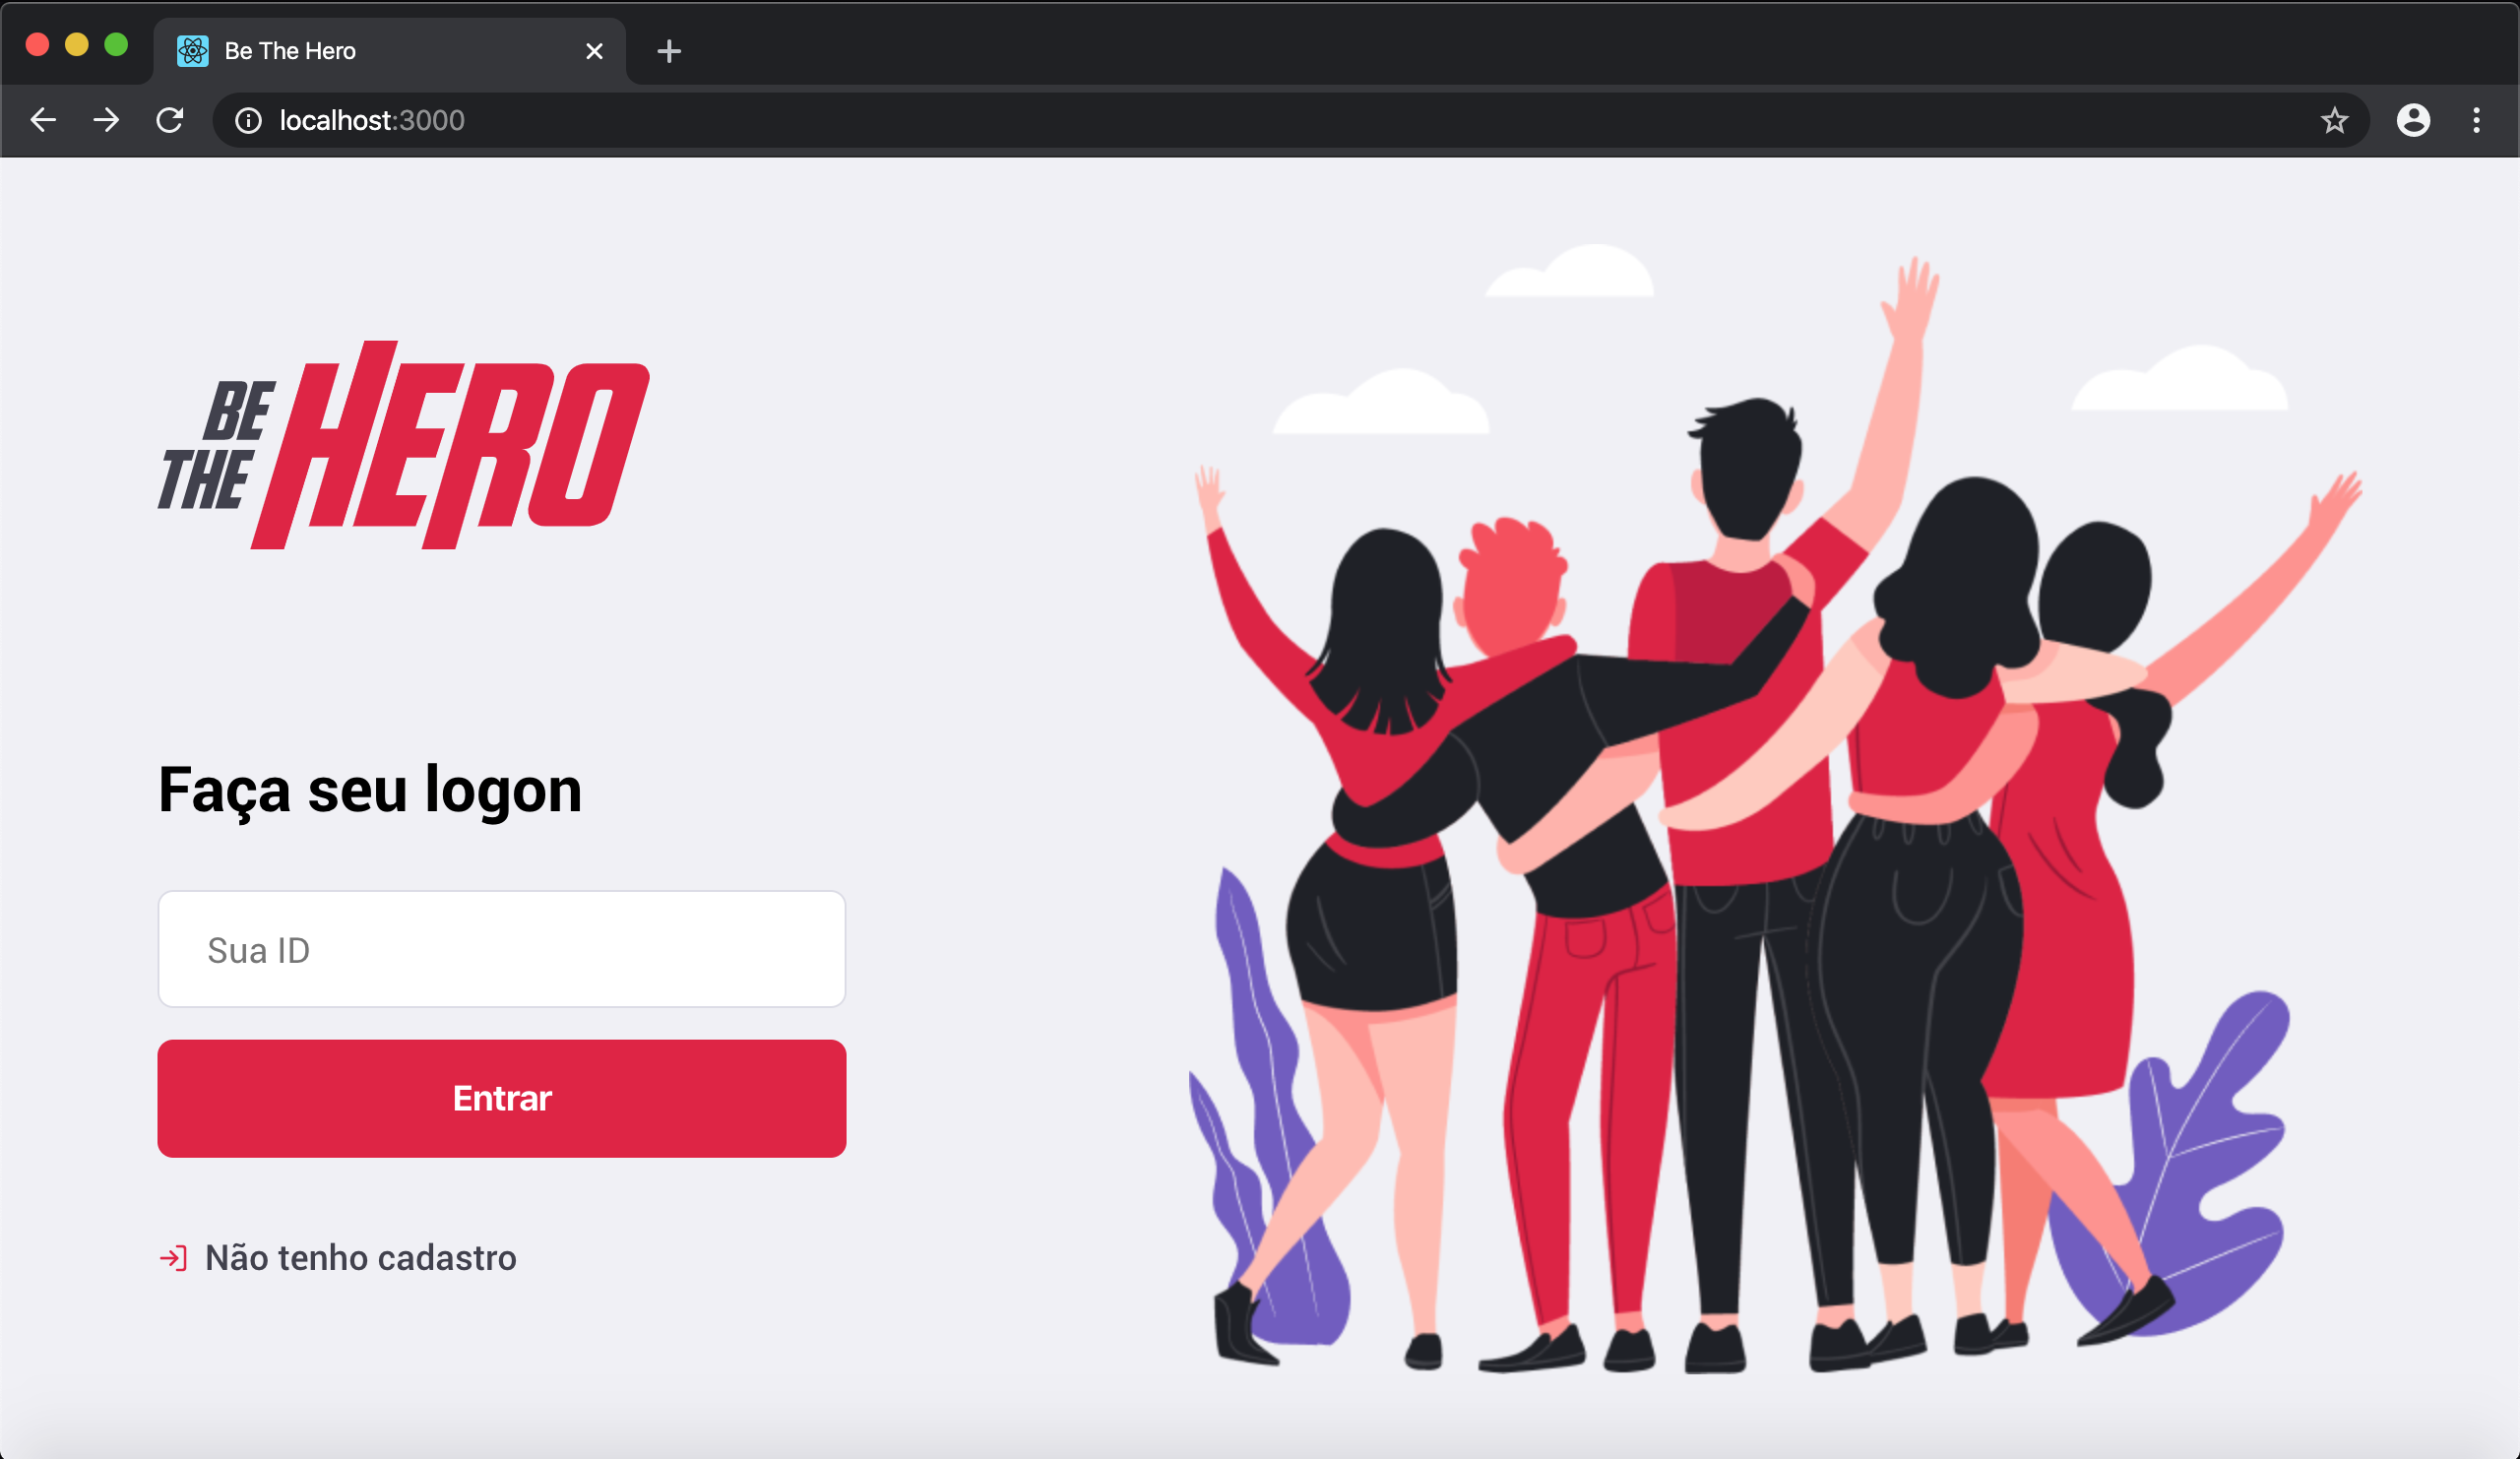 Be The Hero
localhost:3000
BE
THE
HERO
Faça seu logon
Sua ID
Entrar
Não tenho cadastro